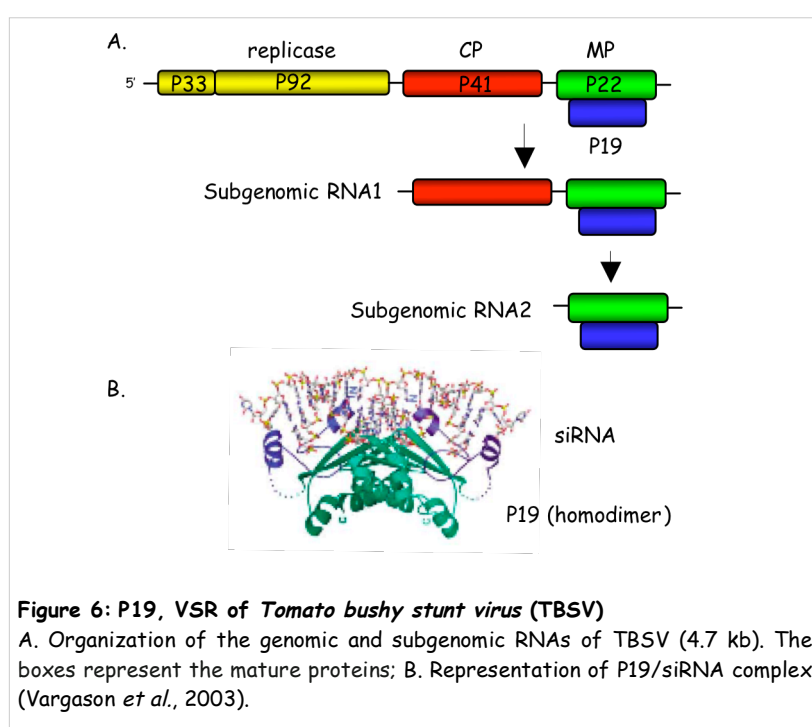 A.
replicase CP MP
5' P33 P92 P41 P22
P19
Subgenomic RNA1
Subgenomic RNA2
B.
siRNA
P19 (homodimer)
Figure 6: P19, VSR of Tomato bushy stunt virus (TBSV)
A. Organization of the genomic and subgenomic RNAs of TBSV (4.7 kb). The
boxes represent the mature proteins; B. Representation of P19/siRNA complex
(Vargason et al., 2003).